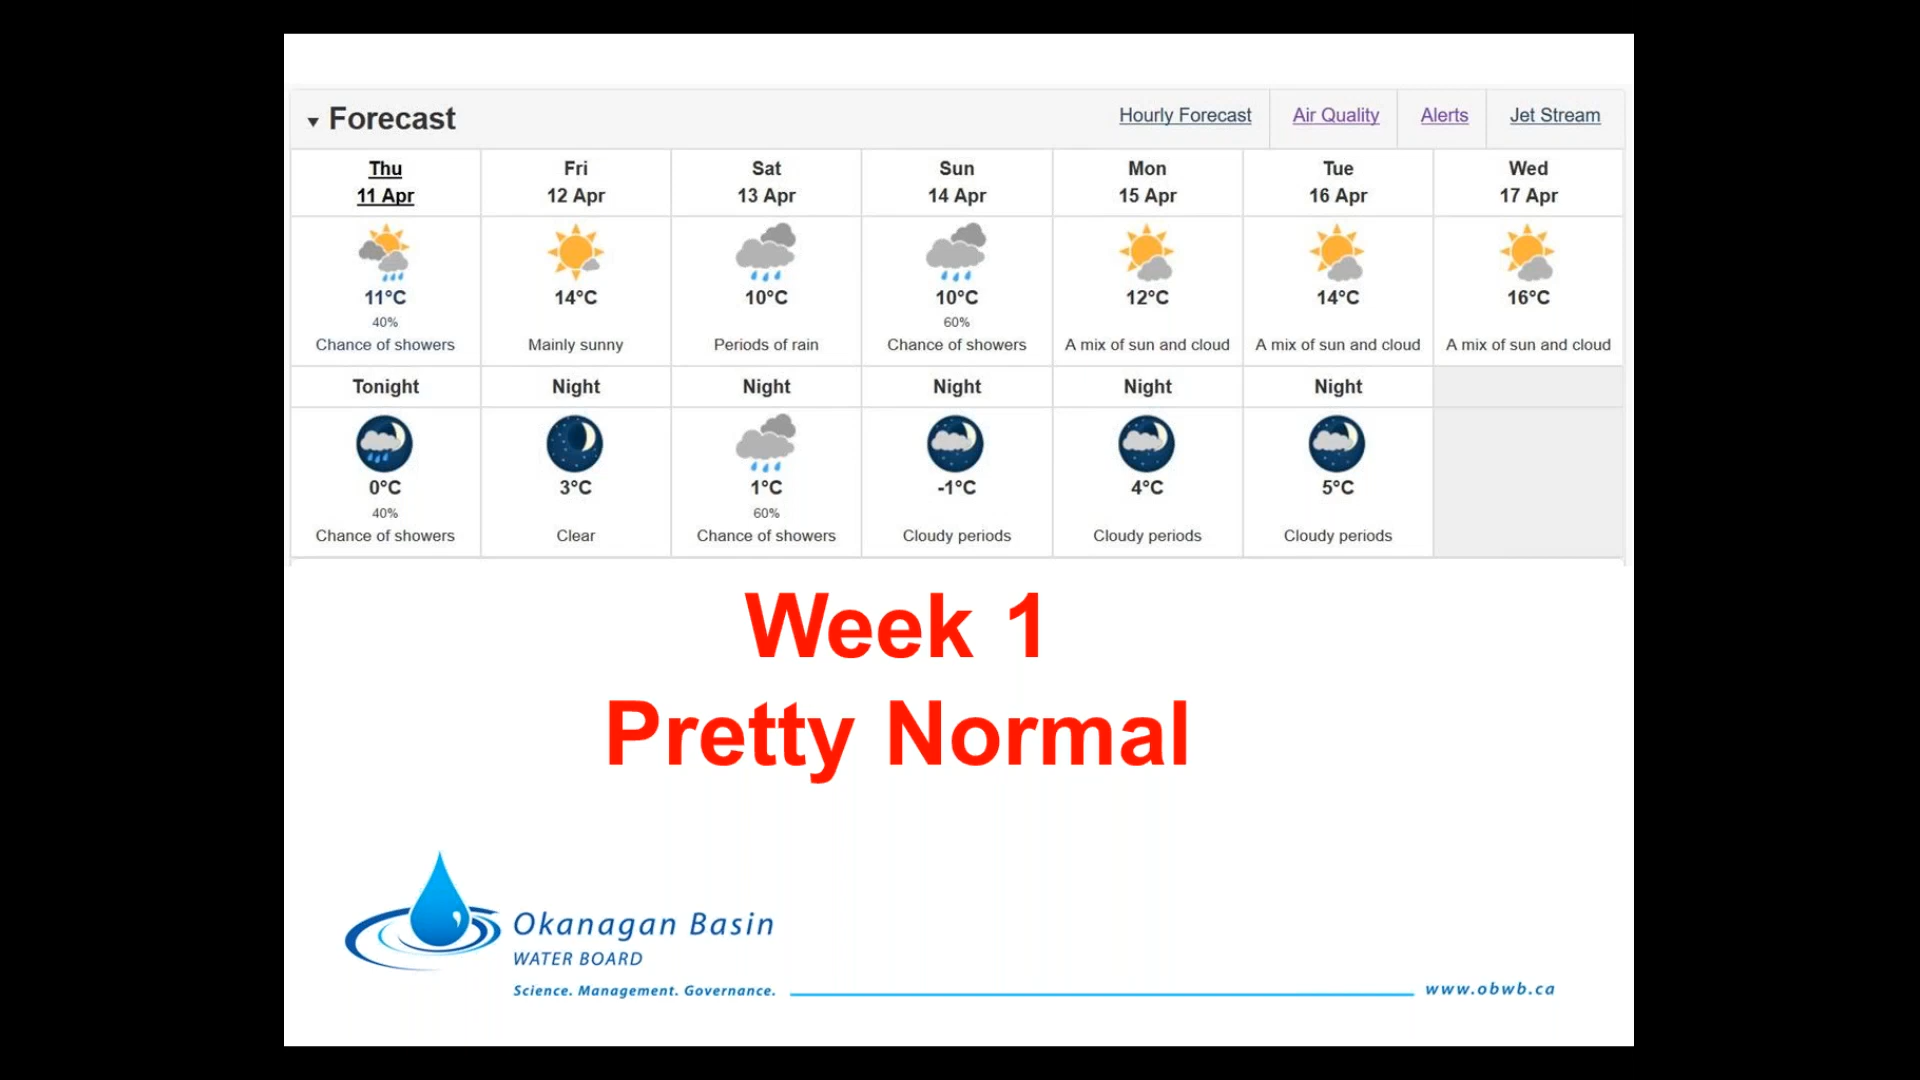 ▾ Forecast Hourly Forecast Air Quality Alerts Jet Stream
Thu Fri Sat Sun Mon Tue Wed
11 Apr 12 Apr 13 Apr 14 Apr 15 Apr 16 Apr 17 Apr
11°C 14°C 10°C 10°C 12°C 14°C 16°C
40% 60%
Chance of showers Mainly sunny Periods of rain Chance of showers A mix of sun and cloud A mix of sun and cloud A mix of sun and cloud
Tonight Night Night Night Night Night
0°C 3°C 1°C -1°C 4°C 5°C
40% 60%
Chance of showers Clear Chance of showers Cloudy periods Cloudy periods Cloudy periods
Week 1
Pretty Normal
Okanagan Basin
WATER BOARD
Science. Management. Governance. www.obwb.ca